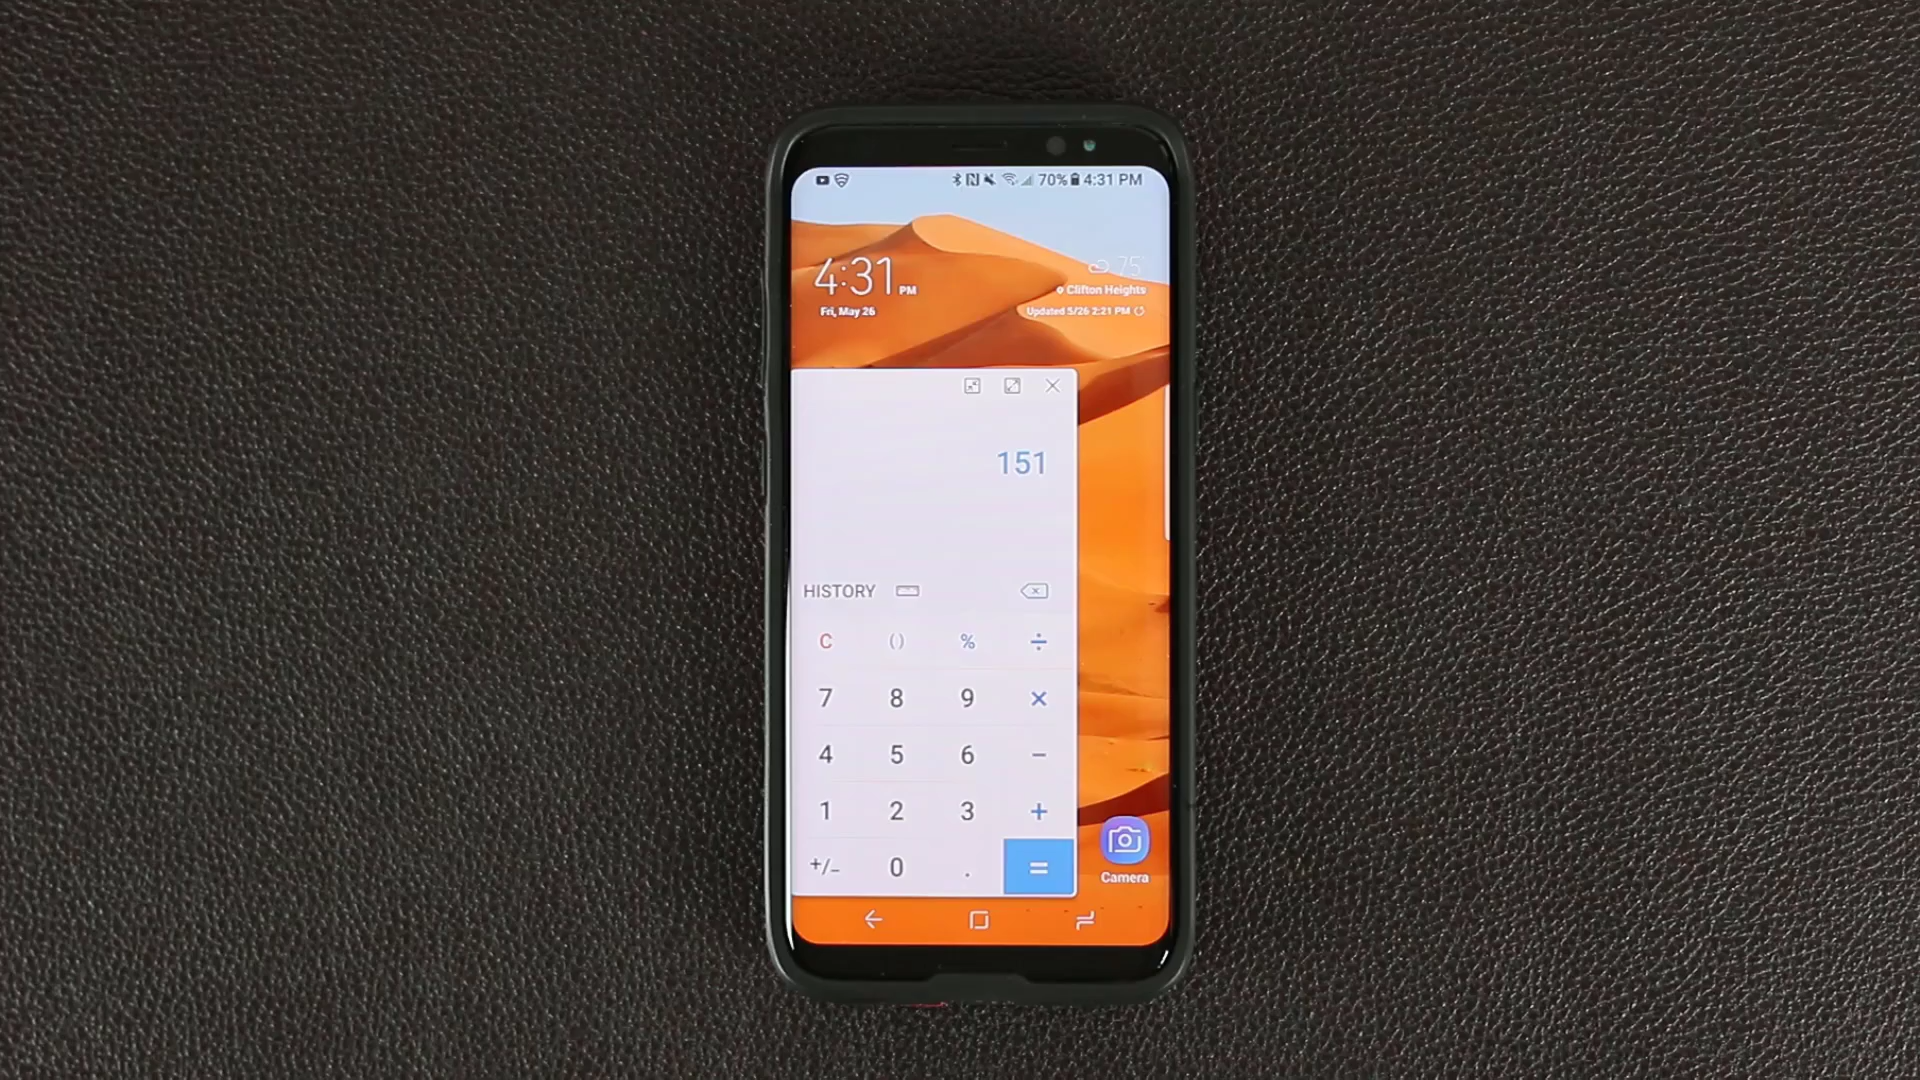 70% 4:31 PM
4:31 PM
75°
Clifton Heights
Fri, May 26
Updated 5/26 2:21 PM
151
HISTORY
C () % ÷
7 8 9 ×
4 5 6 −
1 2 3 +
+/− 0 . =
Camera